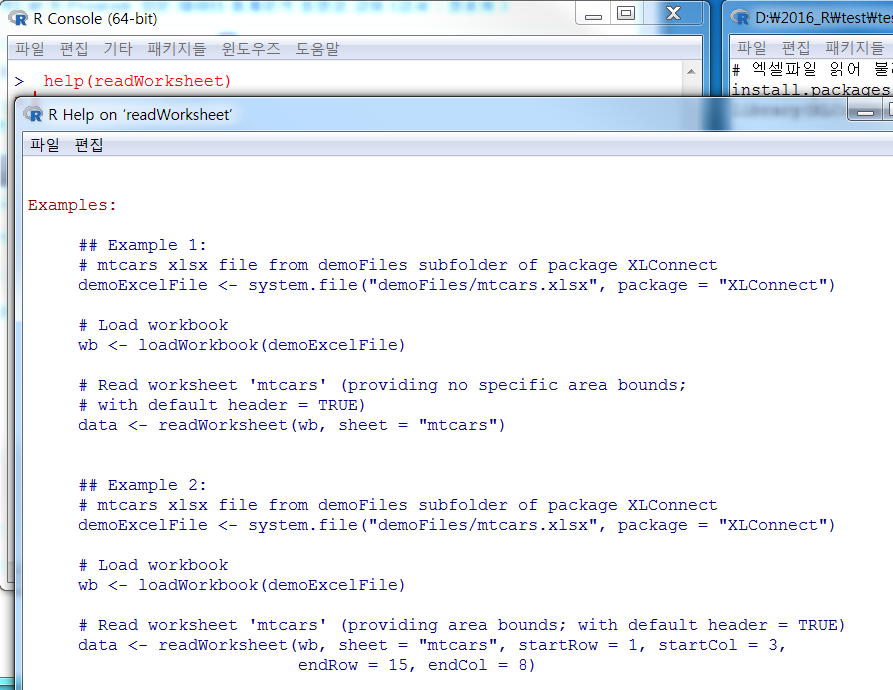 R Console (64-bit)
파일 편집 기타 패키지들 윈도우즈 도움말
> help(readWorksheet)
D:\2016_R\test\tes
파일 편집 패키지들
# 엑셀파일 읽어
install.packages
R Help on ‘readWorksheet’
파일 편집
Examples:
## Example 1:
# mtcars xlsx file from demoFiles subfolder of package XLConnect
demoExcelFile <- system.file("demoFiles/mtcars.xlsx", package = "XLConnect")
# Load workbook
wb <- loadWorkbook(demoExcelFile)
# Read worksheet 'mtcars' (providing no specific area bounds;
# with default header = TRUE)
data <- readWorksheet(wb, sheet = "mtcars")
## Example 2:
# mtcars xlsx file from demoFiles subfolder of package XLConnect
demoExcelFile <- system.file("demoFiles/mtcars.xlsx", package = "XLConnect")
# Load workbook
wb <- loadWorkbook(demoExcelFile)
# Read worksheet 'mtcars' (providing area bounds; with default header = TRUE)
data <- readWorksheet(wb, sheet = "mtcars", startRow = 1, startCol = 3,
endRow = 15, endCol = 8)